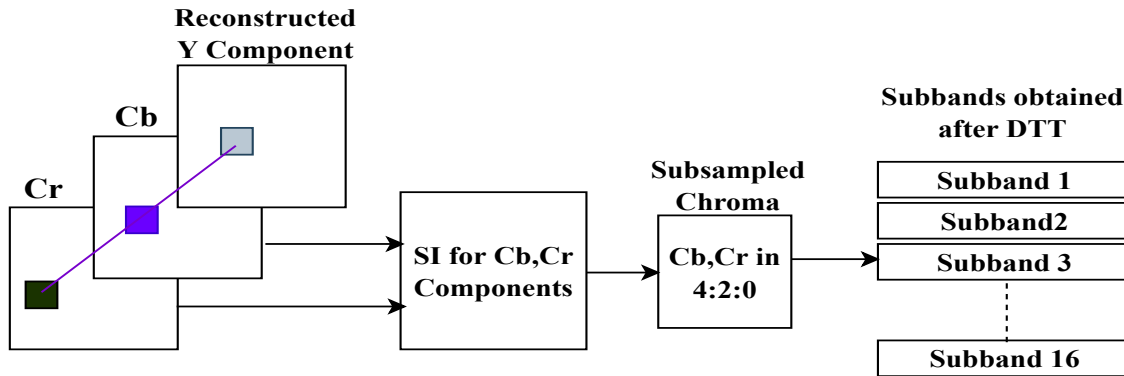 Reconstructed
Y Component
Cb
Cr
SI for Cb,Cr
Components
Subsampled
Chroma
Cb,Cr in
4:2:0
Subbands obtained
after DTT
Subband 1
Subband2
Subband 3
Subband 16